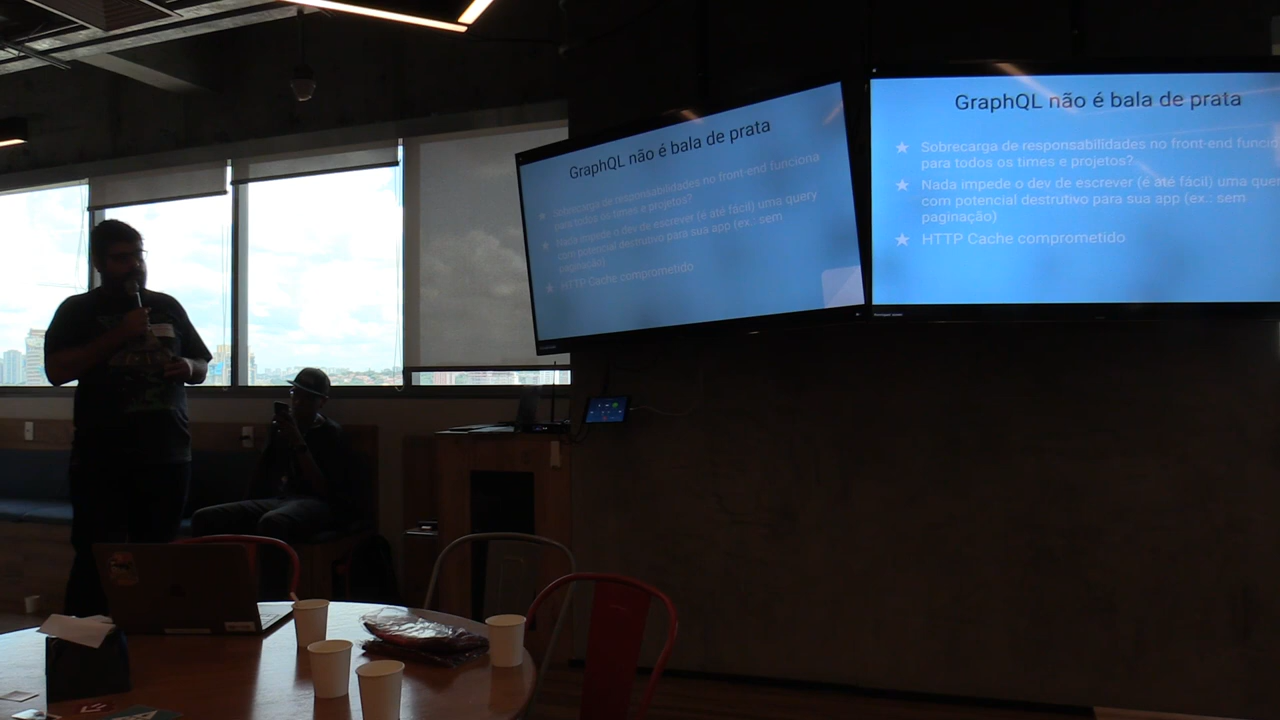 GraphQL não é bala de prata
Sobrecarga de responsabilidades no front-end funciona
para todos os times e projetos?
Nada impede o dev de escrever (é até fácil) uma query
com potencial destrutivo para sua app (ex.: sem
paginação)
HTTP Cache comprometido
GraphQL não é bala de prata
Sobrecarga de responsabilidades no front-end funcio
para todos os times e projetos?
Nada impede o dev de escrever (é até fácil) uma que
com potencial destrutivo para sua app (ex.: sem
paginação)
HTTP Cache comprometido